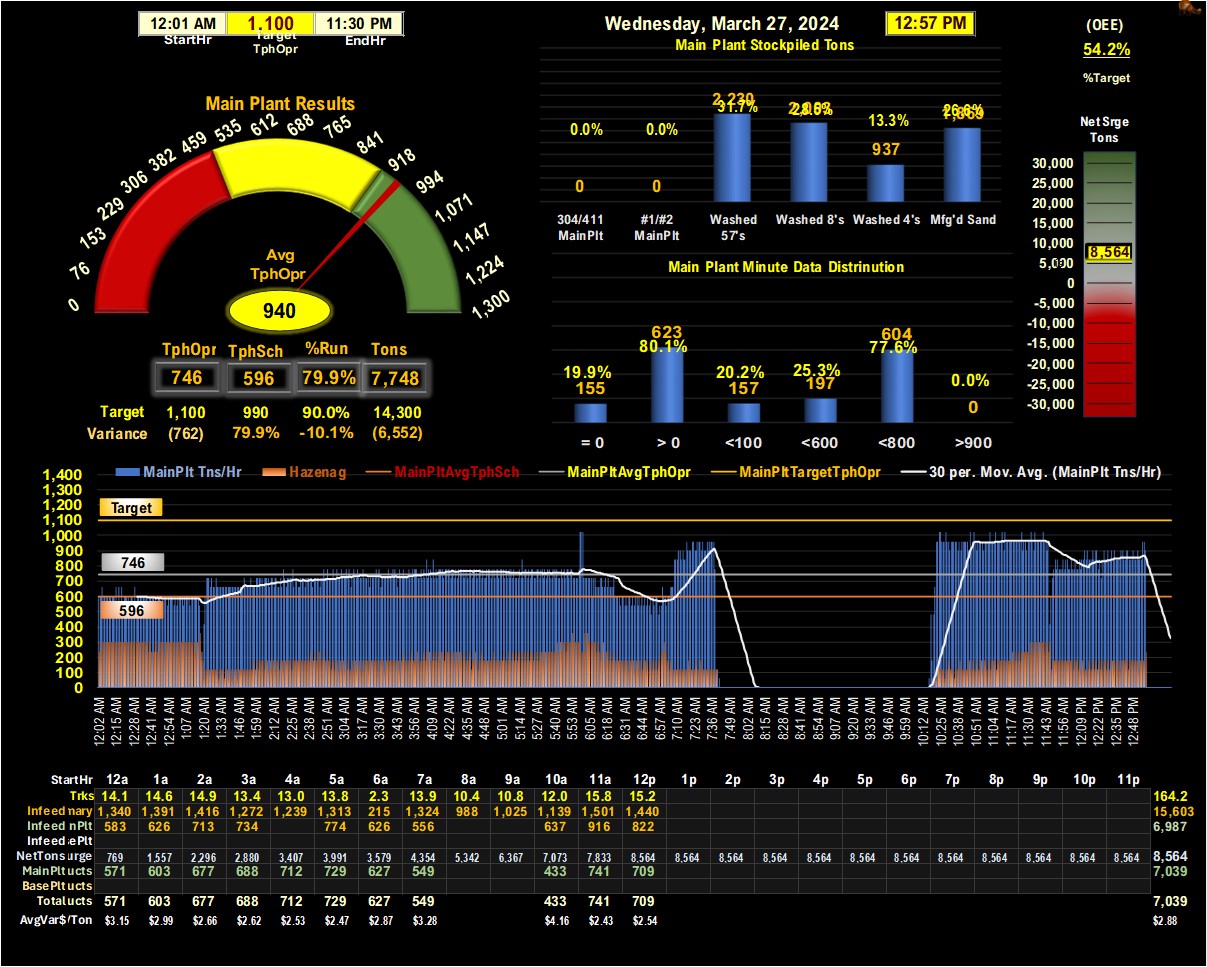 12:01 AM 1,100 11:30 PM
StartHr Target TphOpr EndHr
Wednesday, March 27, 2024 12:57 PM
(OEE)
54.2%
%Target
Main Plant Stockpiled Tons
2,230 31.7% 28.6% 26.6% 1,869
0.0% 0.0% 13.3%
937
0 0
304/411 MainPlt #1/#2 MainPlt Washed 57's Washed 8's Washed 4's Mfg'd Sand
Net Srge
Tons
30,000
25,000
20,000
15,000
10,000
8,564
5,000
0
-5,000
-10,000
-15,000
-20,000
-25,000
-30,000
Main Plant Results
0 76 153 229 306 382 459 535 612 688 765 841 918 994 1,071 1,147 1,224 1,300
Avg
TphOpr
940
TphOpr TphSch %Run Tons
746 596 79.9% 7,748
Target 1,100 990 90.0% 14,300
Variance (762) 79.9% -10.1% (6,552)
Main Plant Minute Data Distrinution
623 604
80.1% 77.6%
19.9% 20.2% 25.3% 0.0%
155 157 197 0
= 0 > 0 <100 <600 <800 >900
MainPlt Tns/Hr Hazenag MainPltAvgTphSch MainPltAvgTphOpr MainPltTargetTphOpr 30 per. Mov. Avg. (MainPlt Tns/Hr)
1,400
1,300
1,200
1,100
1,000
900
800
700
600
500
400
300
200
100
0
Target
746
596
12:02 AM 12:15 AM 12:28 AM 12:41 AM 12:54 AM 1:07 AM 1:20 AM 1:33 AM 1:46 AM 1:59 AM 2:12 AM 2:25 AM 2:38 AM 2:51 AM 3:04 AM 3:17 AM 3:30 AM 3:43 AM 3:56 AM 4:09 AM 4:22 AM 4:35 AM 4:48 AM 5:01 AM 5:14 AM 5:27 AM 5:40 AM 5:53 AM 6:05 AM 6:18 AM 6:31 AM 6:44 AM 6:57 AM 7:10 AM 7:23 AM 7:36 AM 7:49 AM 8:02 AM 8:15 AM 8:28 AM 8:41 AM 8:54 AM 9:07 AM 9:20 AM 9:33 AM 9:46 AM 9:59 AM 10:12 AM 10:25 AM 10:38 AM 10:51 AM 11:04 AM 11:17 AM 11:30 AM 11:43 AM 11:56 AM 12:09 PM 12:22 PM 12:35 PM 12:48 PM
StartHr 12a 1a 2a 3a 4a 5a 6a 7a 8a 9a 10a 11a 12p 1p 2p 3p 4p 5p 6p 7p 8p 9p 10p 11p
Trks 14.1 14.6 14.9 13.4 13.0 13.8 2.3 13.9 10.4 10.8 12.0 15.8 15.2 164.2
Infeed nary 1,340 1,391 1,416 1,272 1,239 1,313 215 1,324 988 1,025 1,139 1,501 1,440 15,603
Infeed nPlt 583 626 713 734 774 626 556 637 916 822 6,987
Infeed ePlt
NetTons urge 769 1,557 2,296 2,880 3,407 3,991 3,579 4,354 5,342 6,367 7,073 7,833 8,564 8,564 8,564 8,564 8,564 8,564 8,564 8,564 8,564 8,564 8,564 8,564 8,564
MainPlt ucts 571 603 677 688 712 729 627 549 433 741 709 7,039
BasePlt ucts
Total ucts 571 603 677 688 712 729 627 549 433 741 709 7,039
AvgVar$/Ton $3.15 $2.99 $2.66 $2.62 $2.53 $2.47 $2.87 $3.28 $4.16 $2.43 $2.54 $2.88